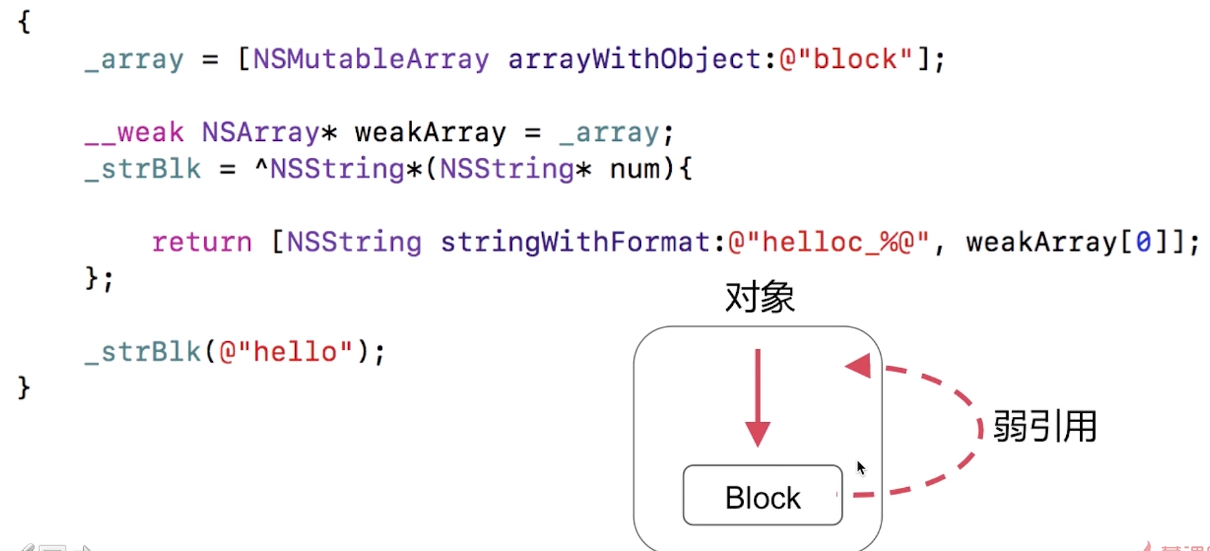 {
_array = [NSMutableArray arrayWithObject:@"block"];
__weak NSArray* weakArray = _array;
_strBlk = ^NSString*(NSString* num){
return [NSString stringWithFormat:@"helloc_%@", weakArray[0]];
};
对象
_strBlk(@"hello");
}
弱引用
Block